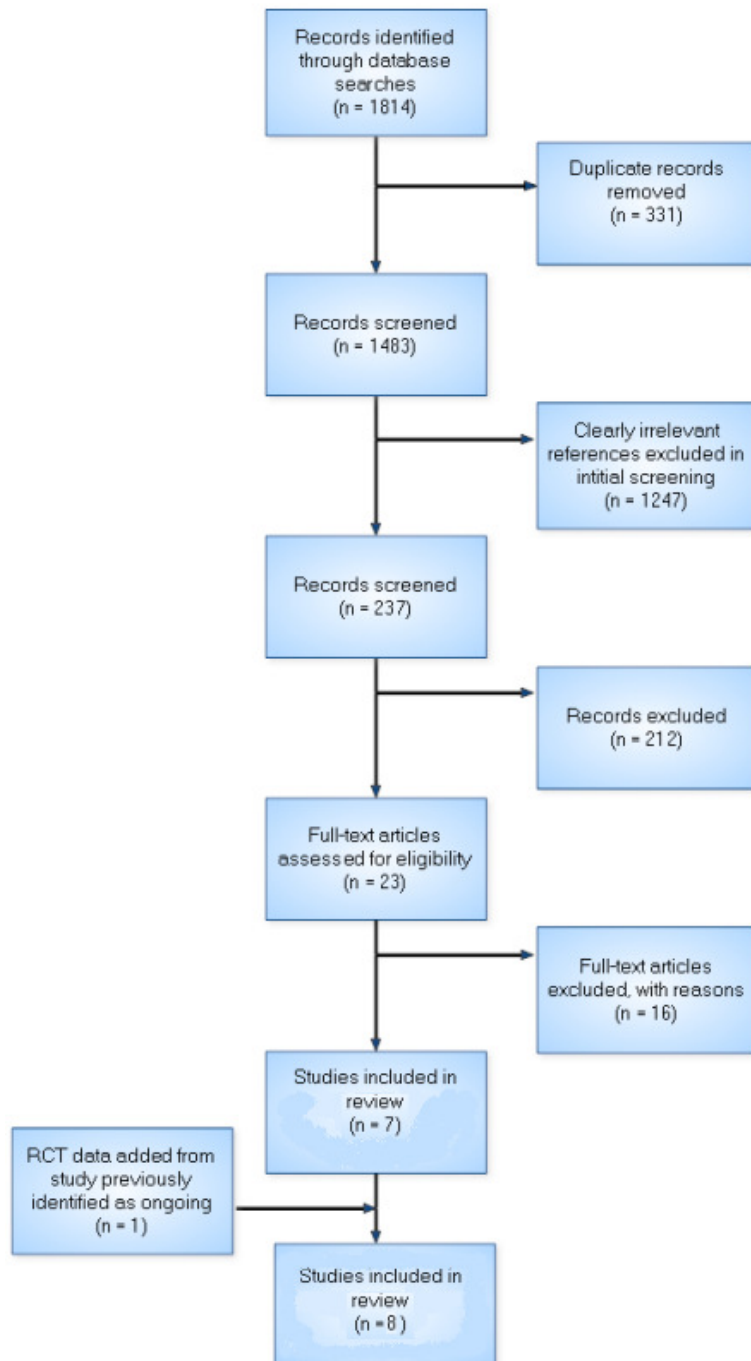 Records identified
through database
searches
(n = 1814)
Duplicate records
removed
(n = 331)
Records screened
(n = 1483)
Clearly irrelevant
references excluded in
intitial screening
(n = 1247)
Records screened
(n = 237)
Records excluded
(n = 212)
Full-text articles
assessed for eligibility
(n = 23)
Full-text articles
excluded, with reasons
(n = 16)
Studies included in
review
(n = 7)
RCT data added from
study previously
identified as ongoing
(n = 1)
Studies included in
review
(n =8 )